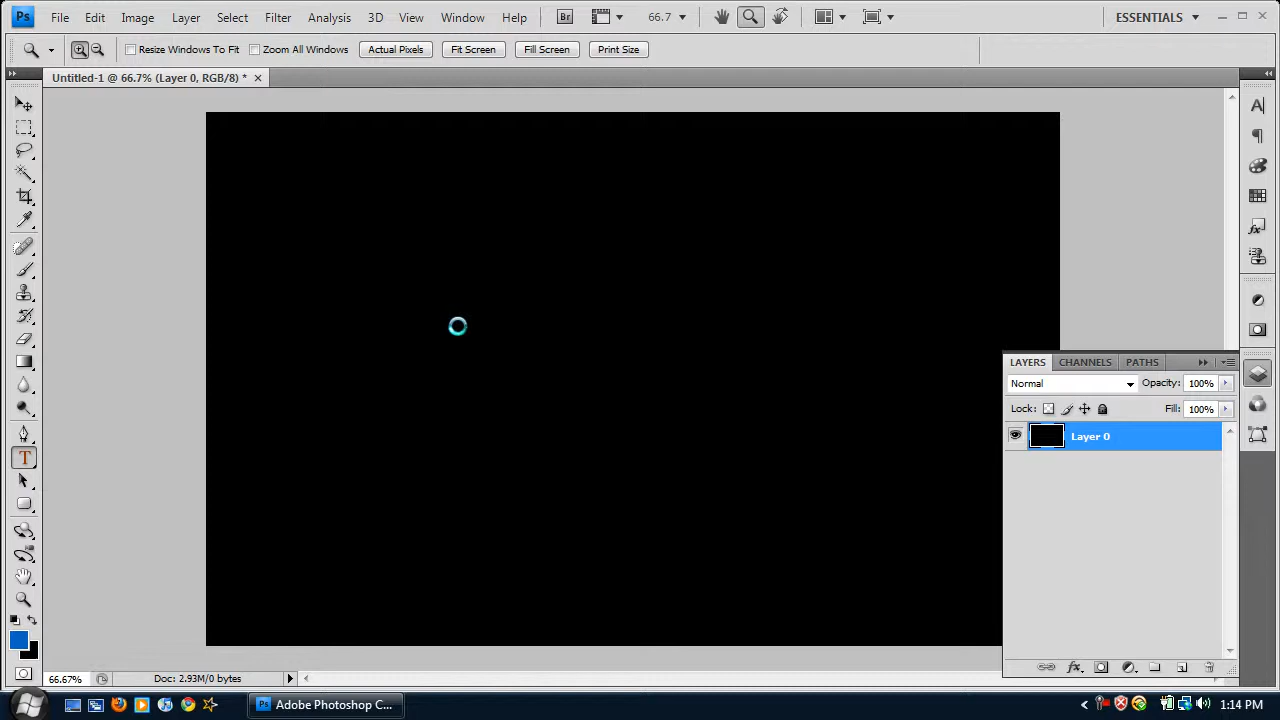 Ps File Edit Image Layer Select Filter Analysis 3D View Window Help Br 66.7 ESSENTIALS
Resize Windows To Fit Zoom All Windows Actual Pixels Fit Screen Fill Screen Print Size
Untitled-1 @ 66.7% (Layer 0, RGB/8) *
LAYERS CHANNELS PATHS
Normal Opacity: 100%
Lock: Fill: 100%
Layer 0
66.67% Doc: 2.93M/0 bytes
Ps Adobe Photoshop C... 1:14 PM